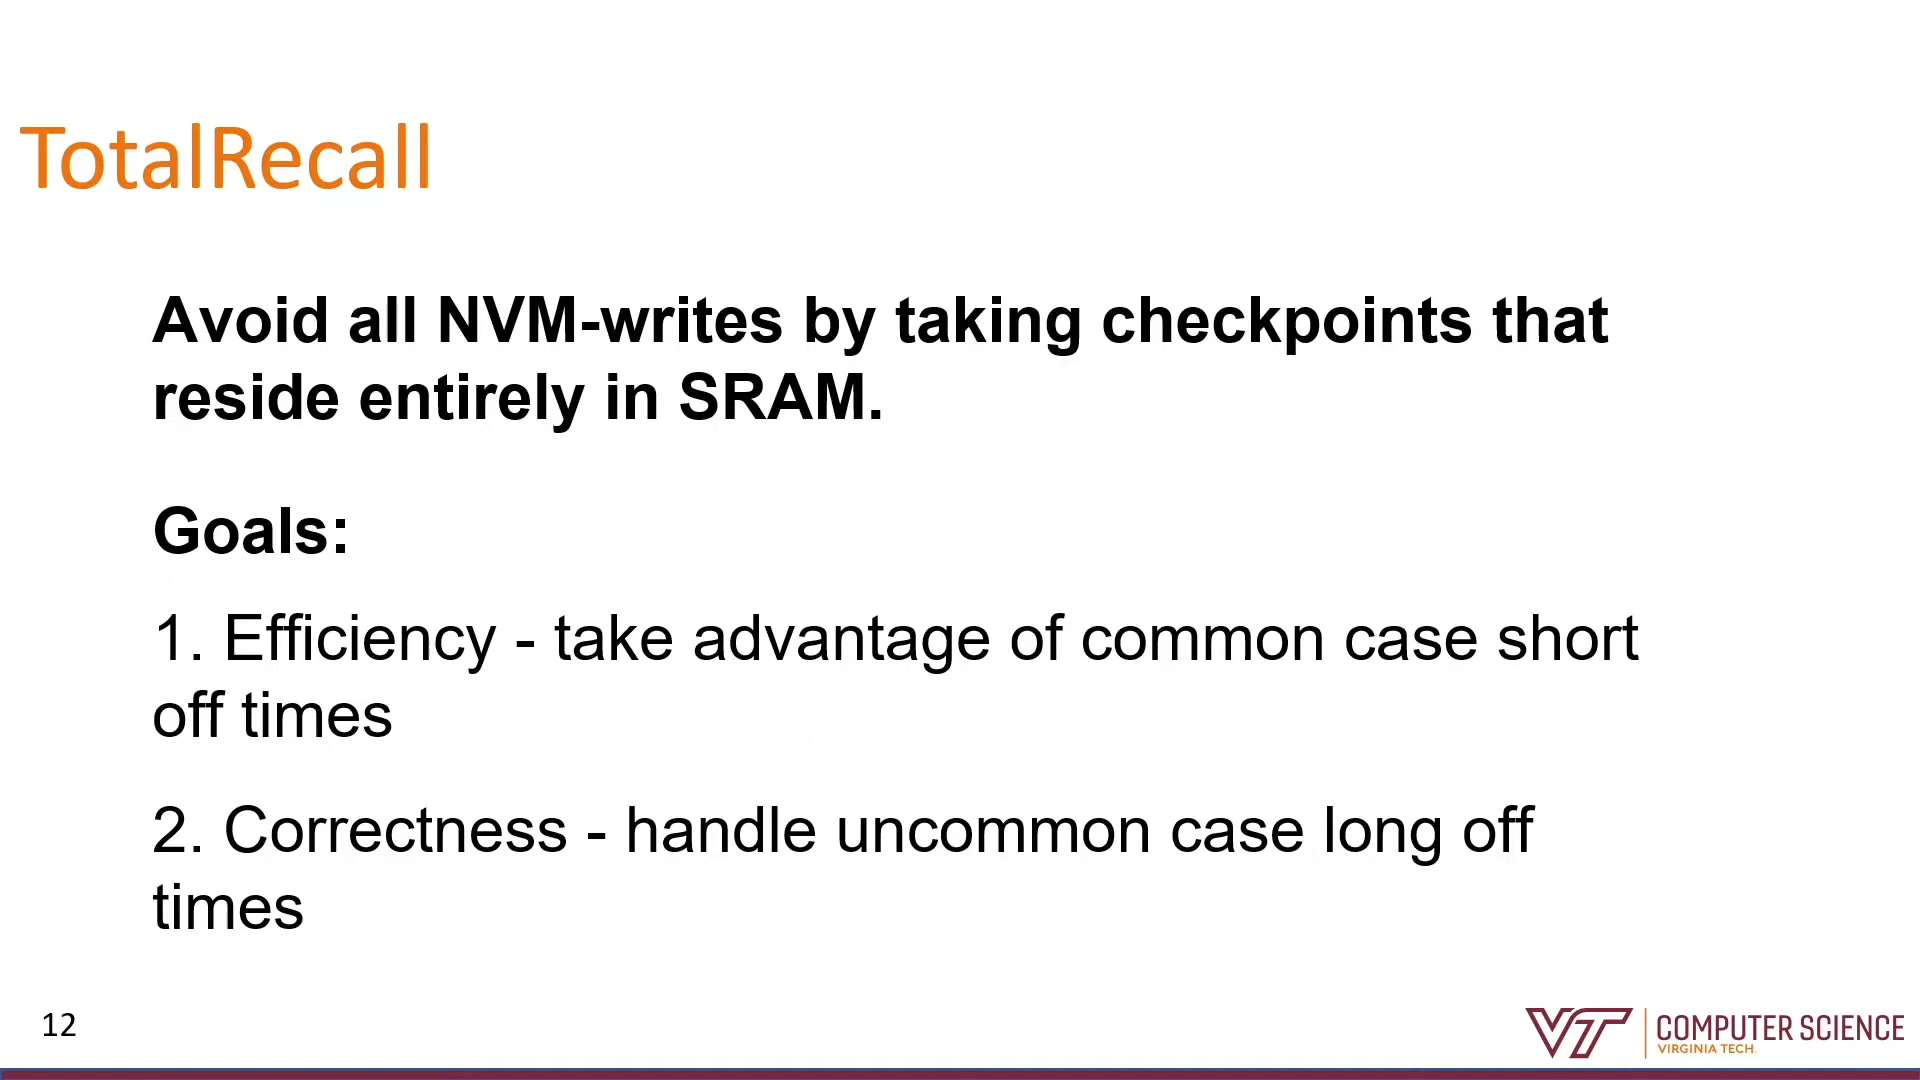 TotalRecall
Avoid all NVM-writes by taking checkpoints that
reside entirely in SRAM.
Goals:
1. Efficiency - take advantage of common case short
off times
2. Correctness - handle uncommon case long off
times
12
VT COMPUTER SCIENCE
VIRGINIA TECH.